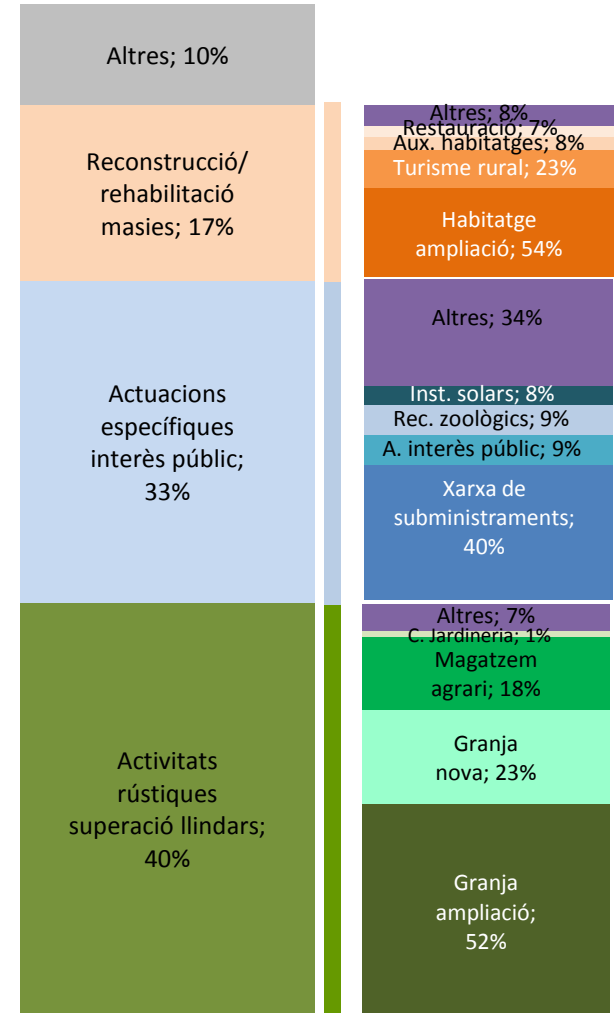 Altres; 10%
Reconstrucció/
rehabilitació
masies; 17%
Actuacions
específiques
interès públic;
33%
Activitats
rústiques
superació llindars;
40%
Altres; 8%
Restauració; 7%
Aux. habitatges; 8%
Turisme rural; 23%
Habitatge
ampliació; 54%
Altres; 34%
Inst. solars; 8%
Rec. zoològics; 9%
A. interès públic; 9%
Xarxa de
subministraments;
40%
Altres; 7%
C. Jardineria; 1%
Magatzem
agrari; 18%
Granja
nova; 23%
Granja
ampliació;
52%